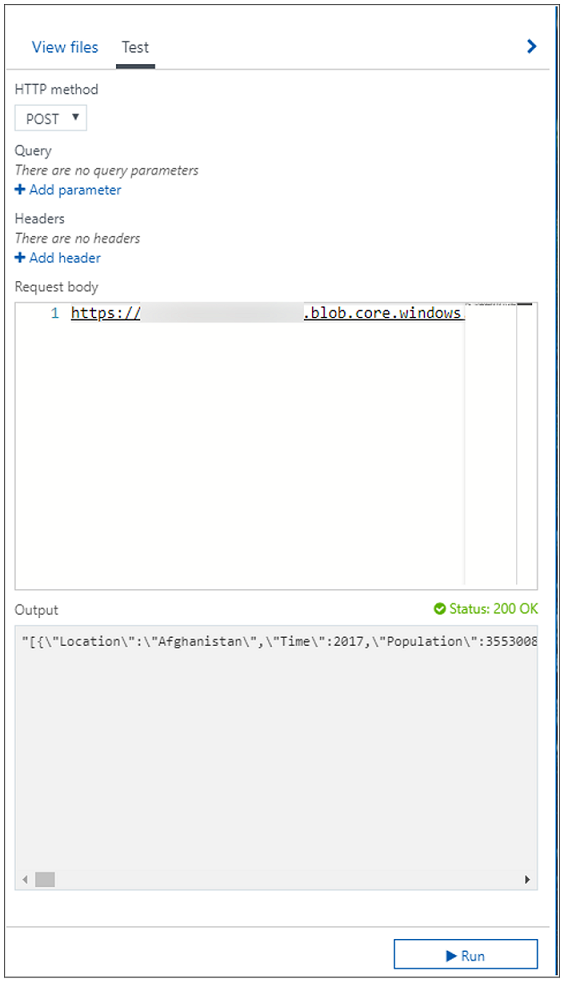 View files Test
HTTP method
POST
Query
There are no query parameters
+ Add parameter
Headers
There are no headers
+ Add header
Request body
1 https:// .blob.core.windows.
Output Status: 200 OK
"[{\"Location\":\"Afghanistan\",\"Time\":2017,\"Population\":3553008
Run